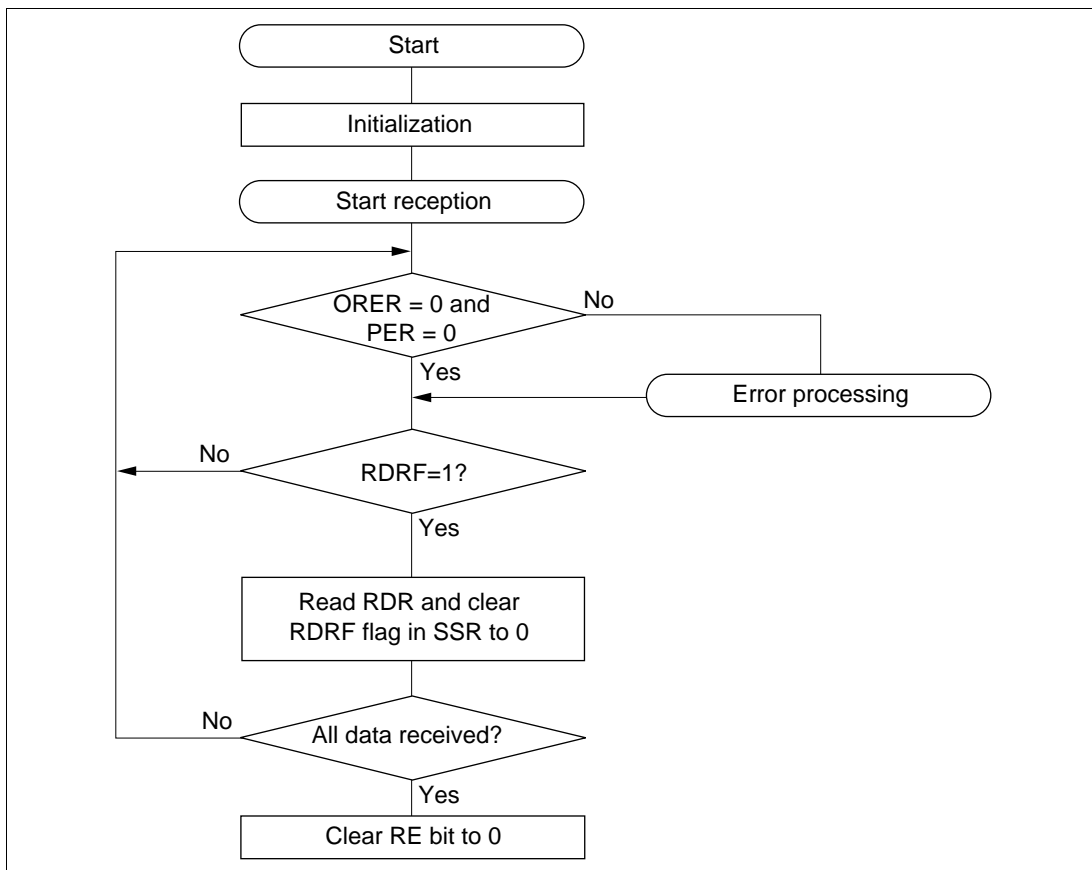 Start
Initialization
Start reception
ORER = 0 and
PER = 0
No
Yes
Error processing
No
RDRF=1?
Yes
Read RDR and clear
RDRF flag in SSR to 0
No
All data received?
Yes
Clear RE bit to 0